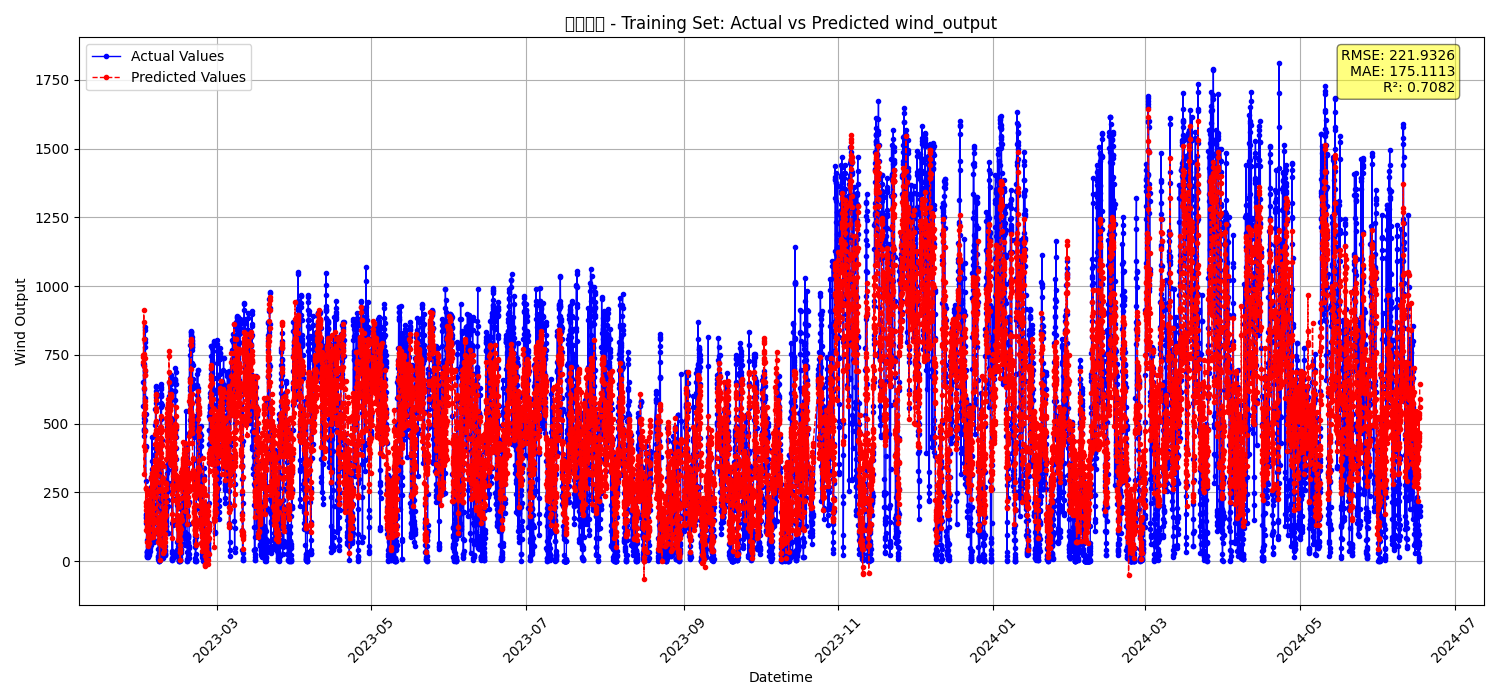 - Training Set: Actual vs Predicted wind_output
Actual Values
Predicted Values
RMSE: 221.9326
MAE: 175.1113
R²: 0.7082
Wind Output
1750
1500
1250
1000
750
500
250
0
2023-03
2023-05
2023-07
2023-09
2023-11
2024-01
2024-03
2024-05
2024-07
Datetime